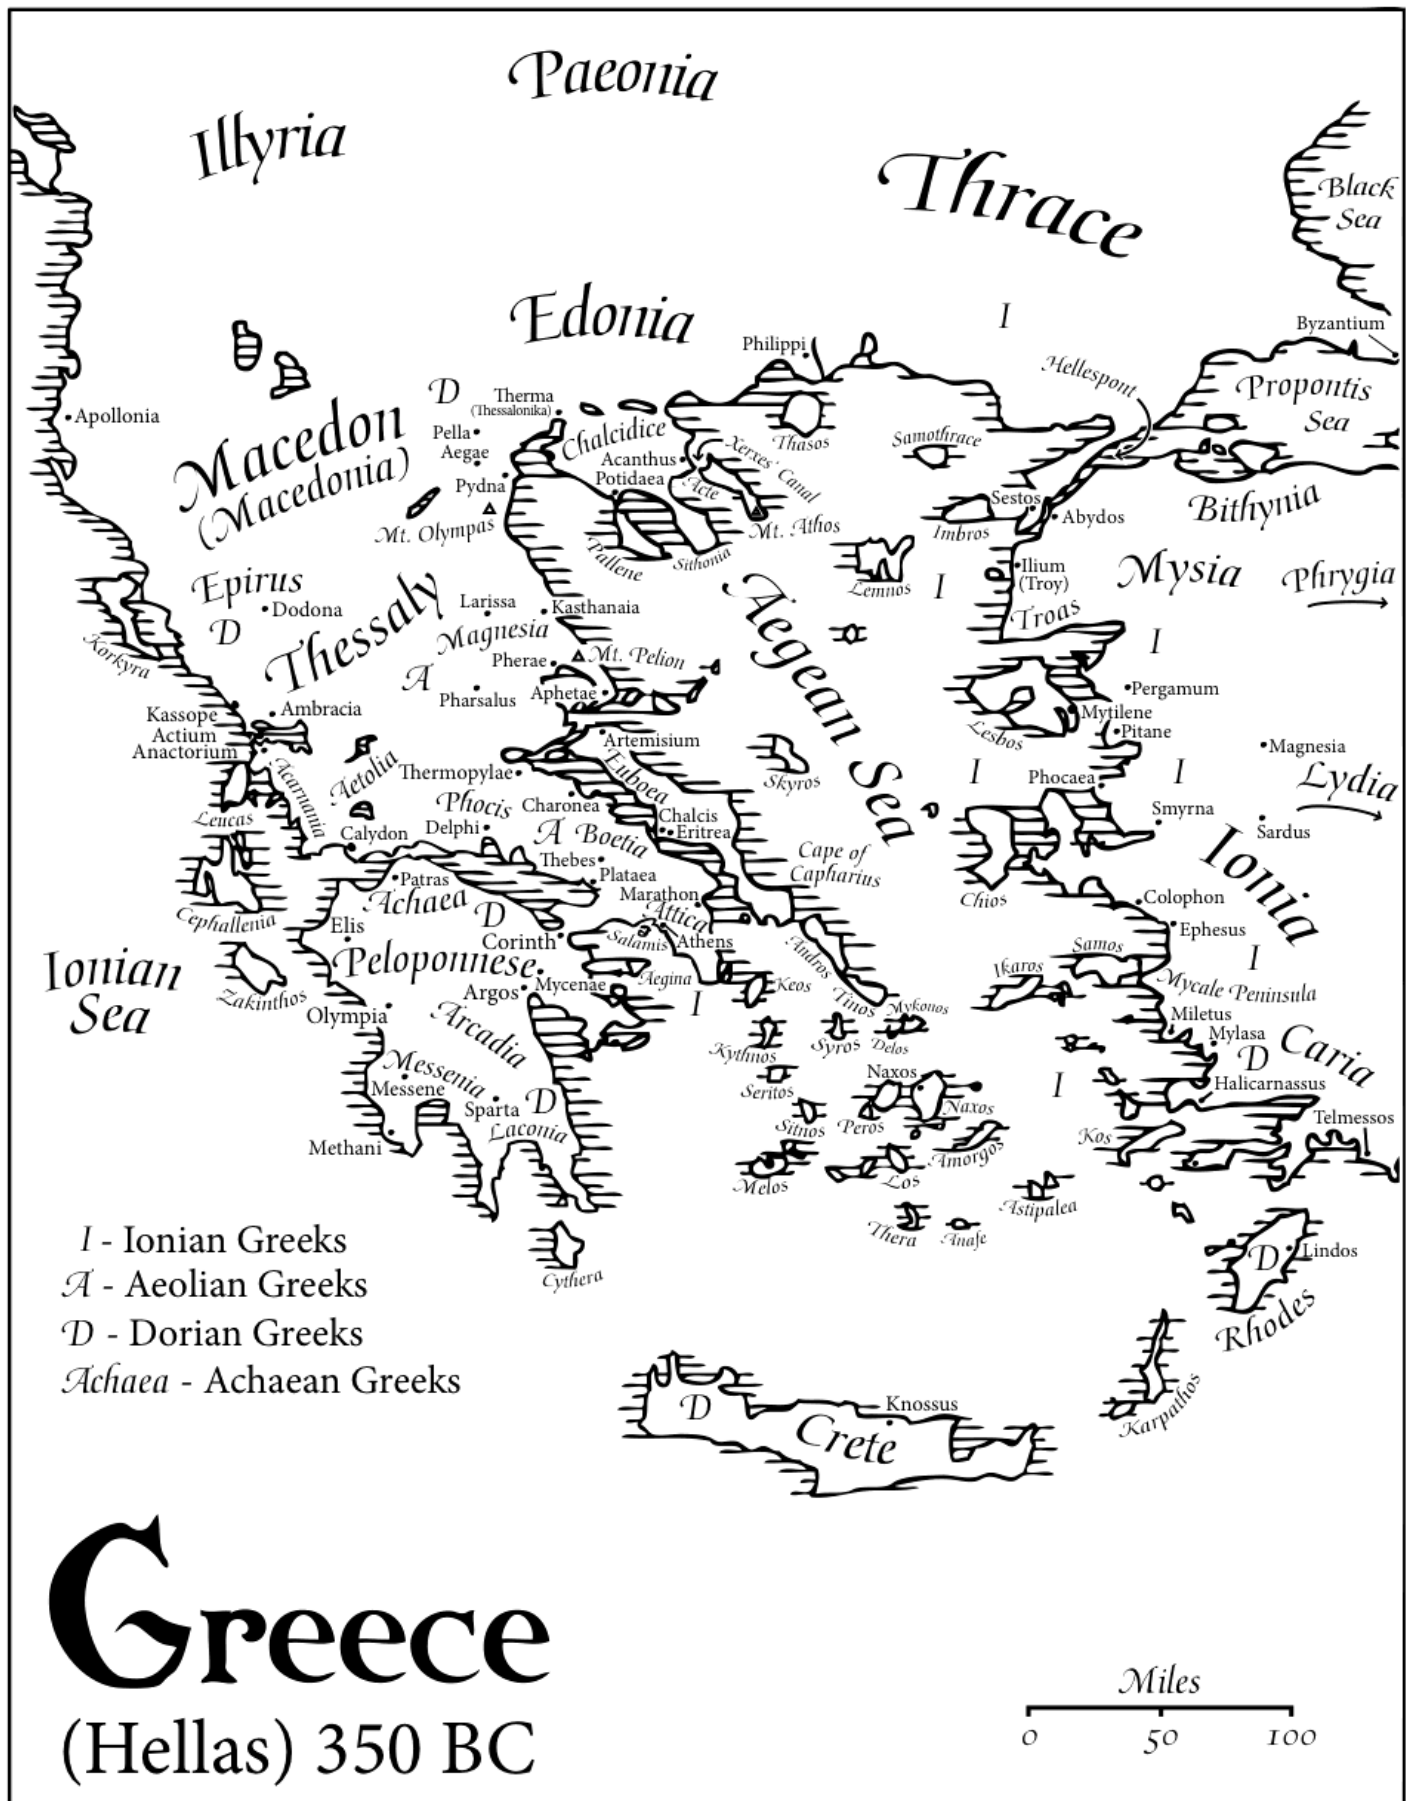 Paeonia
Illyria
Thrace
Black
Sea
Edonia
I
Byzantium
Philippi
Hellespont
Propontis
Sea
D
Therma
(Thessalonika)
Apollonia
Macedon
(Macedonia)
Pella
Aegae
Chalcidice
Thasos
Samothrace
Xerxes' Canal
Acanthus
Potidaea
Acte
Pydna
Mt. Olympas
Mt. Athos
Sestos
Abydos
Imbros
Bithynia
Pallene
Sithonia
Lemnos
I
Ilium
(Troy)
Mysia
Phrygia
Epirus
Dodona
D
Thessaly
Larissa
Kasthanaia
Magnesia
Aegean
Sea
Troas
I
Korkyra
Pherae
Mt. Pelion
A
Pharsalus
Aphetae
Pergamum
Kassope
Actium
Anactorium
Ambracia
Mytilene
Pitane
Lesbos
Artemisium
Magnesia
Acarnania
Aetolia
Thermopylae
Euboea
Skyros
I
Phocaea
I
Lydia
Leucas
Phocis
Charonea
Chalcis
Eritrea
Smyrna
Sardus
Calydon
Delphi
A
Boetia
Ionia
Thebes
Plataea
Cape of
Capharius
Patras
Achaea
Marathon
Attica
Chios
Colophon
Cephallenia
Elis
D
Corinth
Salamis
Athens
Ephesus
Ionian
Sea
Peloponnese
Andros
Samos
I
Zakinthos
Mycenae
Aegina
Keos
Ikaros
Mycale Peninsula
Argos
I
Tinos
Mykonos
Olympia
Arcadia
Miletus
Mylasa
Kythnos
Syros
Delos
D
Caria
Messenia
Messene
Seritos
Naxos
Naxos
I
Halicarnassus
Sparta
D
Laconia
Sitnos
Peros
Telmessos
Methani
Kos
Amorgos
Melos
Los
Astipalea
Thera
Anafe
I - Ionian Greeks
A - Aeolian Greeks
D - Dorian Greeks
Achaea - Achaean Greeks
Cythera
D
Lindos
Rhodes
Karpathos
D
Knossus
Crete
Greece
(Hellas) 350 BC
Miles
0 50 100